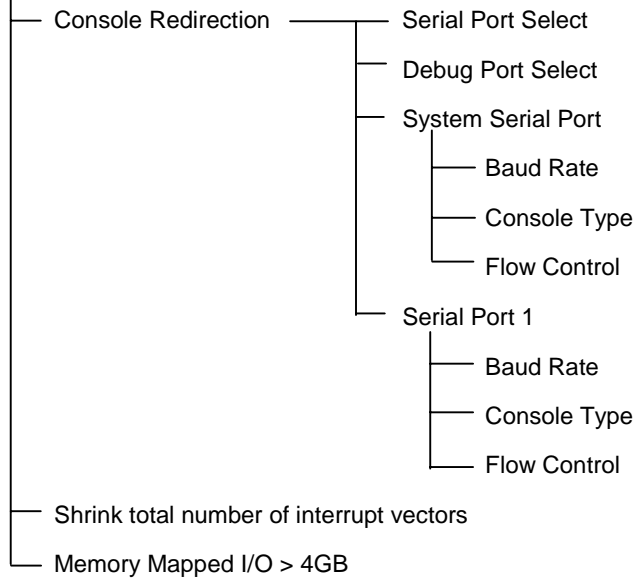 Console Redirection
Serial Port Select
Debug Port Select
System Serial Port
Baud Rate
Console Type
Flow Control
Serial Port 1
Baud Rate
Console Type
Flow Control
Shrink total number of interrupt vectors
Memory Mapped I/O > 4GB